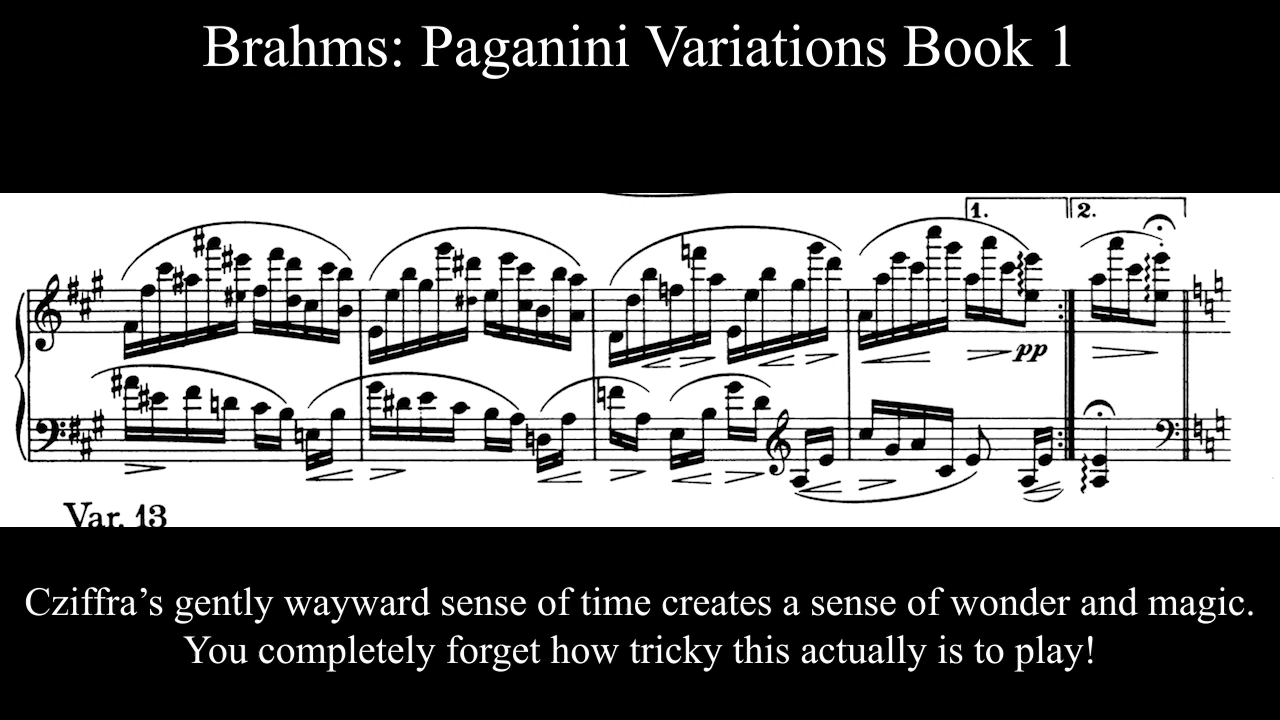 Brahms: Paganini Variations Book 1
1.
2.
pp
Var. 13
Cziffra’s gently wayward sense of time creates a sense of wonder and magic.
You completely forget how tricky this actually is to play!